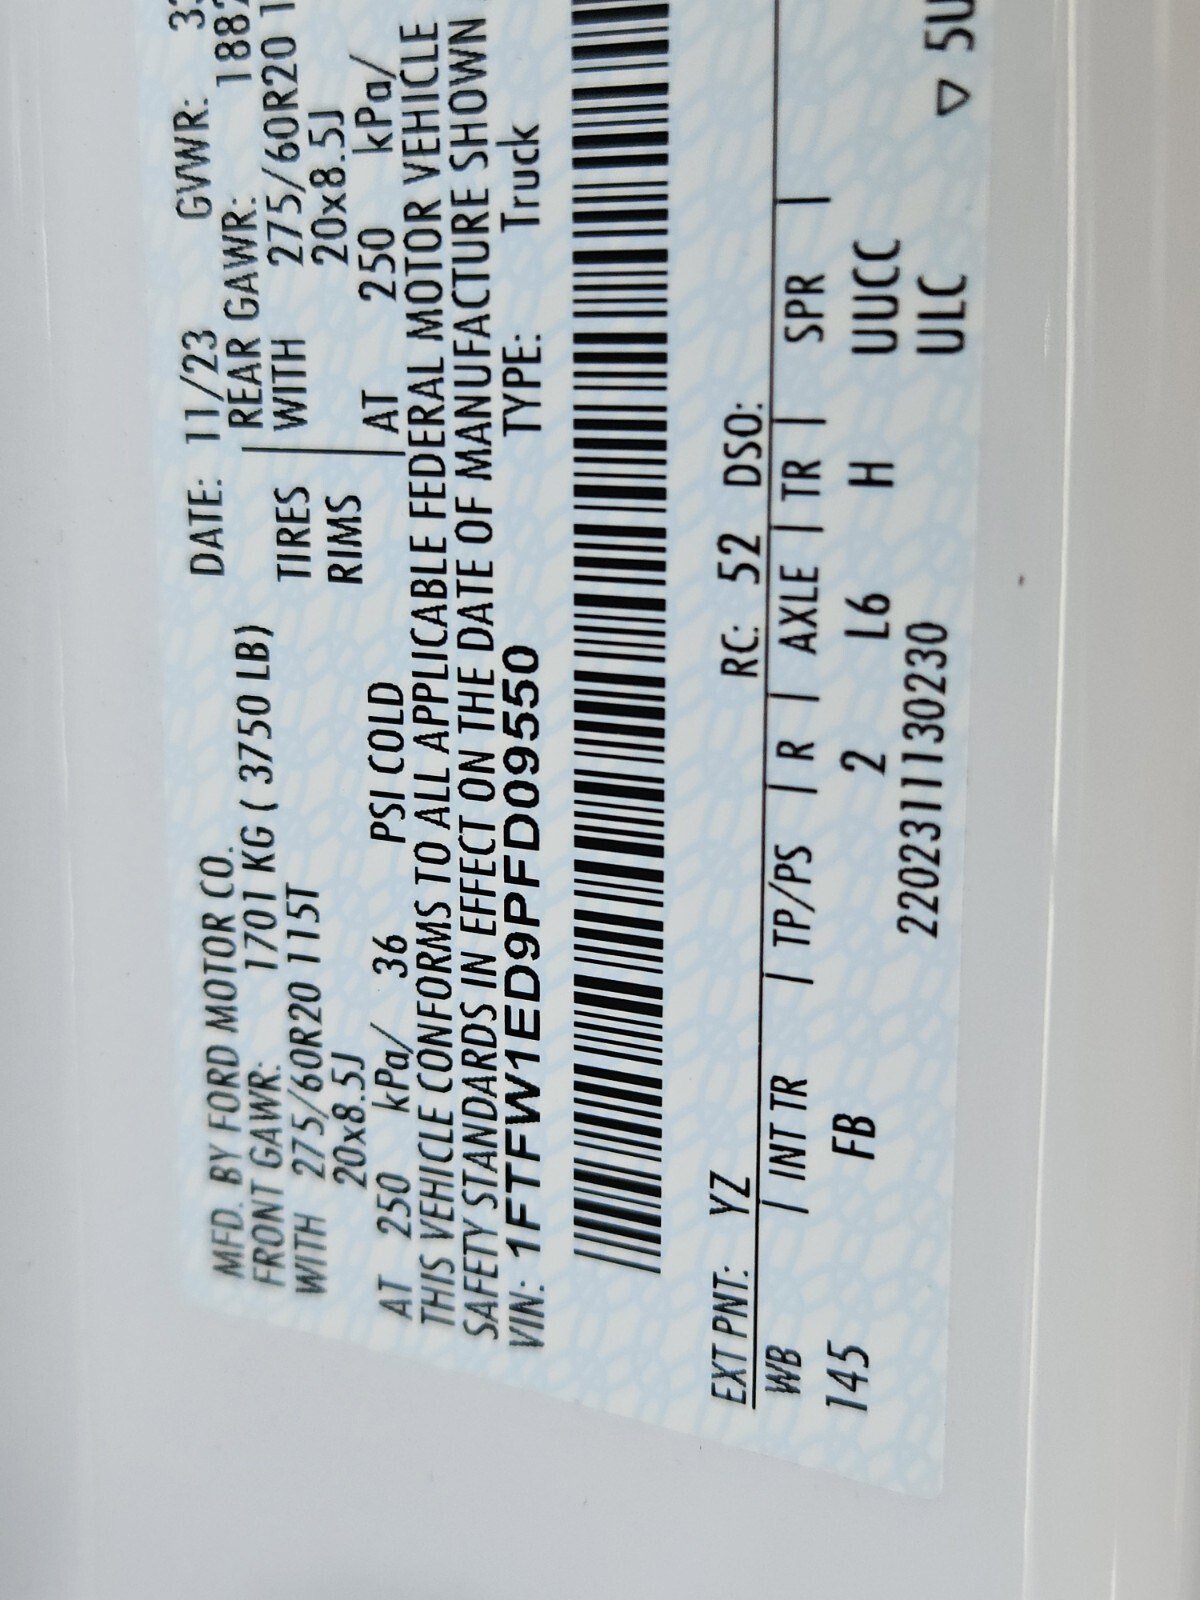 MFD. BY FORD MOTOR CO.
DATE: 11/23 GVWR:
FRONT GAWR: 1701 KG ( 3750 LB)
REAR GAWR:
WITH 275/60R20 115T
TIRES
WITH 275/60R20
20x8.5J
RIMS
20x8.5J
AT 250 kPa/ 36 PSI COLD
AT 250 kPa/
THIS VEHICLE CONFORMS TO ALL APPLICABLE FEDERAL MOTOR VEHICLE
SAFETY STANDARDS IN EFFECT ON THE DATE OF MANUFACTURE SHOWN
VIN: 1FTFW1ED9PFD09550 TYPE: Truck
EXT PNT: YZ RC: 52 DSO:
WB | INT TR | TP/PS | R | AXLE | TR | SPR |
145 FB 2 L6 H UUCC
2202311130230 ULC ▽ 5U